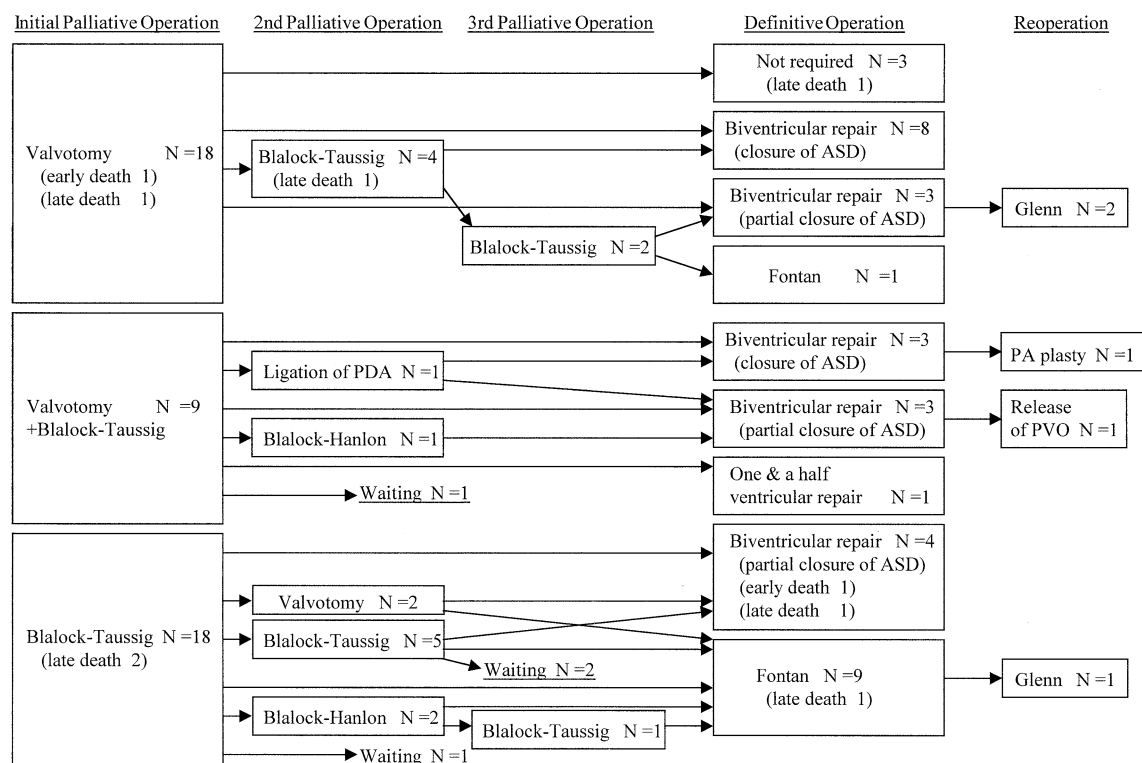 Initial Palliative Operation 2nd Palliative Operation 3rd Palliative Operation Definitive Operation Reoperation
Valvotomy N =18
(early death 1)
(late death 1)
Blalock-Taussig N =4
(late death 1)
Blalock-Taussig N =2
Not required N =3
(late death 1)
Biventricular repair N =8
(closure of ASD)
Biventricular repair N =3
(partial closure of ASD)
Glenn N =2
Fontan N =1
Valvotomy N =9
+Blalock-Taussig
Ligation of PDA N =1
Blalock-Hanlon N =1
Waiting N =1
Biventricular repair N =3
(closure of ASD)
PA plasty N =1
Biventricular repair N =3
(partial closure of ASD)
Release
of PVO N =1
One & a half
ventricular repair N =1
Blalock-Taussig N =18
(late death 2)
Valvotomy N =2
Blalock-Taussig N =5
Waiting N =2
Blalock-Hanlon N =2
Blalock-Taussig N =1
Waiting N =1
Biventricular repair N =4
(partial closure of ASD)
(early death 1)
(late death 1)
Fontan N =9
(late death 1)
Glenn N =1